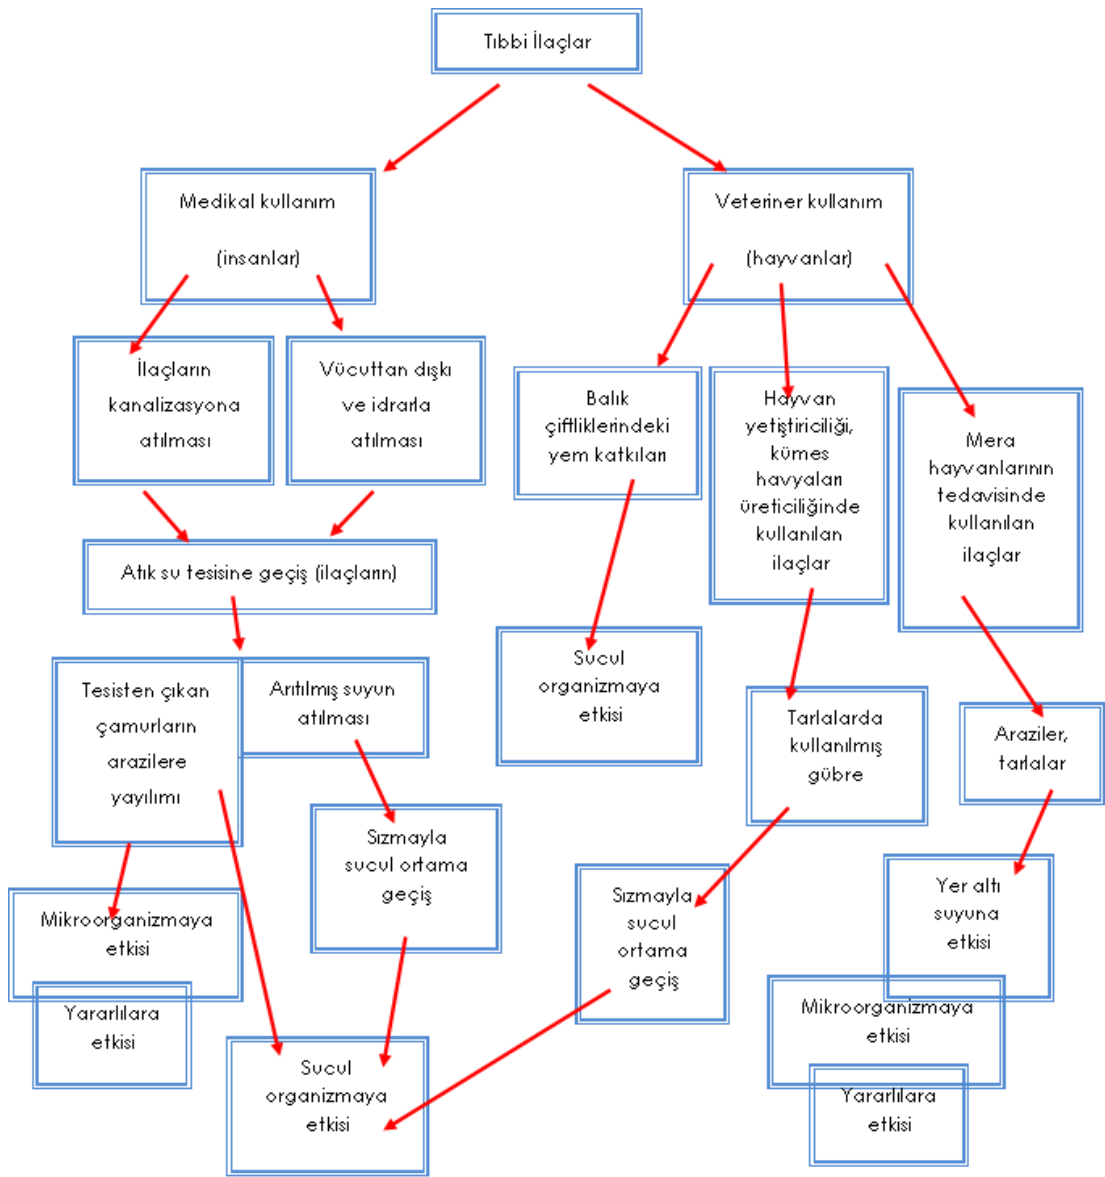 Tıbbi İlaçlar
Medikal kullanım
(insanlar)
Veteriner kullanım
(hayvanlar)
İlaçların
kanalizasyona
atılması
Vücuttan dışkı
ve idrarla
atılması
Balık
çiftliklerindeki
yem katkıları
Hayvan
yetiştiriciliği,
kümes
havyaları
üreticiliğinde
kullanılan
ilaçlar
Mera
hayvanlarının
tedavisinde
kullanılan
ilaçlar
Atık su tesisine geçiş (ilaçların)
Tesisten çıkan
çamurların
arazilere
yayılımı
Arıtılmış suyun
atılması
Sucul
organizmaya
etkisi
Tarlalarda
kullanılmış
gübre
Araziler,
tarlalar
Sızmayla
sucul ortama
geçiş
Sızmayla
sucul
ortama
geçiş
Yer altı
suyuna
etkisi
Mikroorganizmaya
etkisi
Yararlılara
etkisi
Sucul
organizmaya
etkisi
Mikroorganizmaya
etkisi
Yararlılara
etkisi